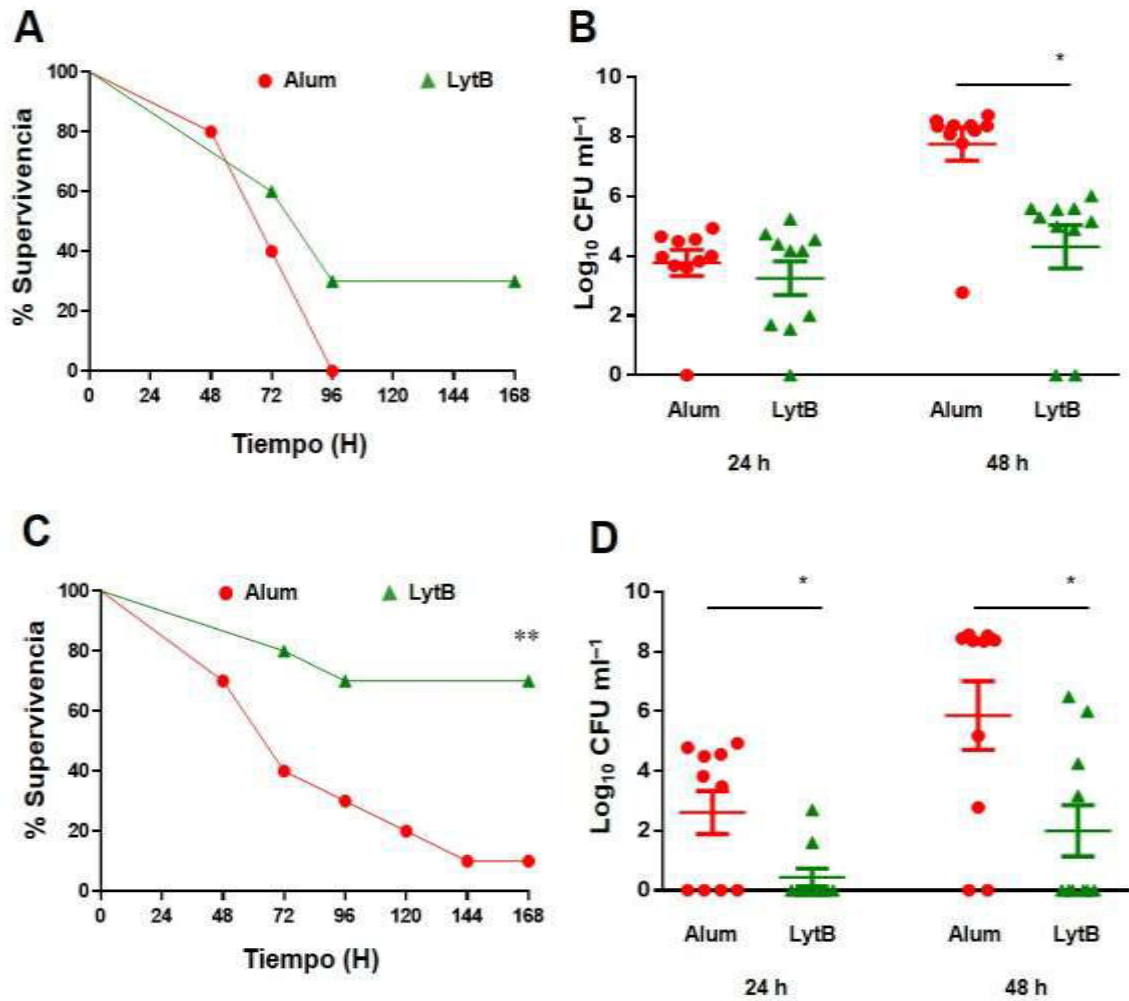 A
Alum LytB
% Supervivencia
100
80
60
40
20
0
0 24 48 72 96 120 144 168
Tiempo (H)
B
*
Log₁₀ CFU ml⁻¹
10
8
6
4
2
0
Alum LytB Alum LytB
24 h 48 h
C
Alum LytB
**
% Supervivencia
100
80
60
40
20
0
0 24 48 72 96 120 144 168
Tiempo (H)
D
* *
Log₁₀ CFU ml⁻¹
10
8
6
4
2
0
Alum LytB Alum LytB
24 h 48 h